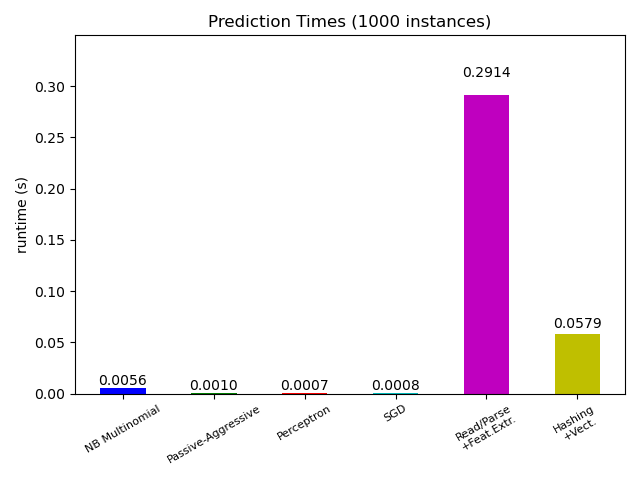 Prediction Times (1000 instances)
runtime (s)
0.30
0.25
0.20
0.15
0.10
0.05
0.00
0.0056
0.0010
0.0007
0.0008
0.2914
0.0579
NB Multinomial
Passive-Aggressive
Perceptron
SGD
Read/Parse
+Feat.Extr.
Hashing
+Vect.